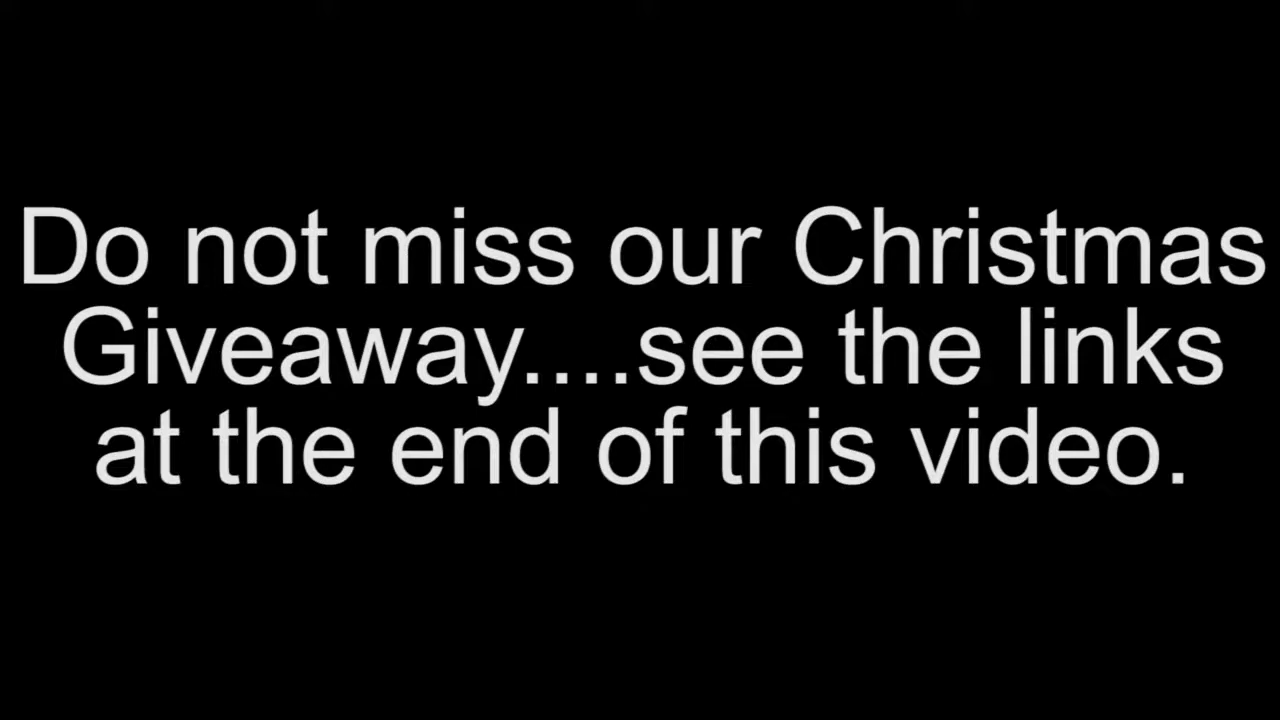 Do not miss our Christmas
Giveaway....see the links
at the end of this video.